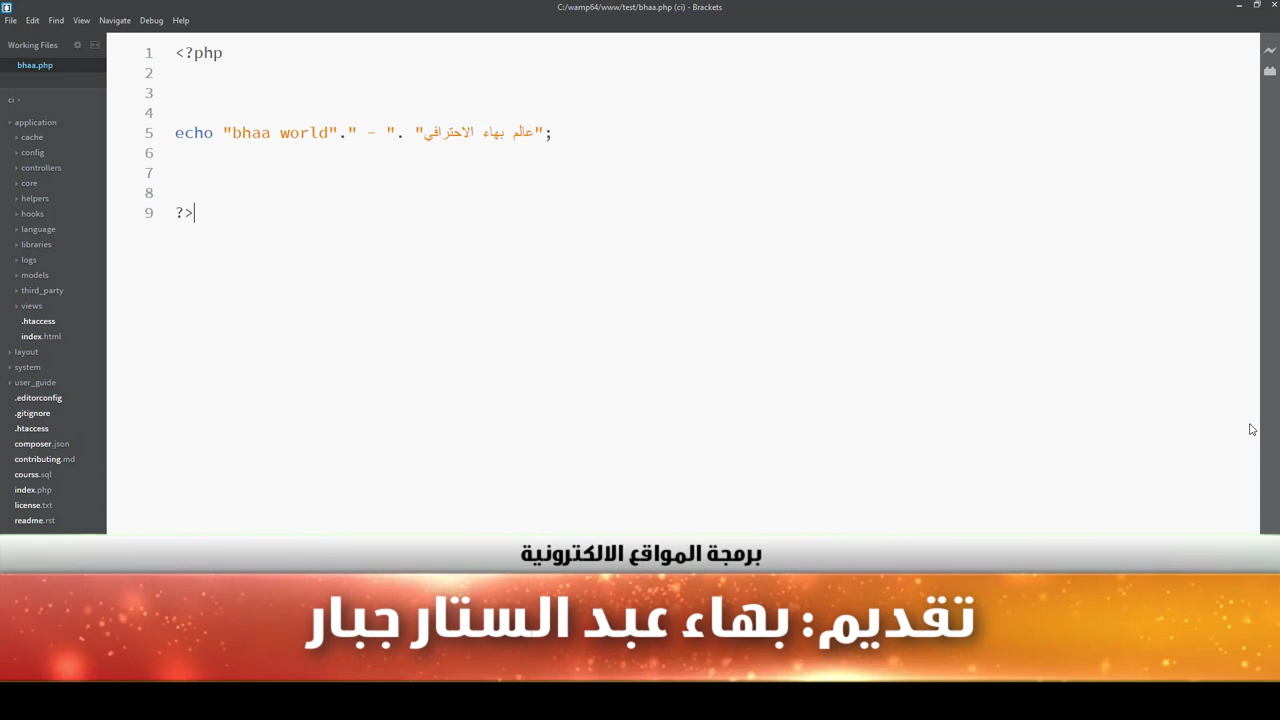 C:/wamp64/www/test/bhaa.php (ci) - Brackets
File Edit Find View Navigate Debug Help
Working Files
bhaa.php
ci
application
cache
config
controllers
core
helpers
hooks
language
libraries
logs
models
third_party
views
.htaccess
index.html
layout
system
user_guide
.editorconfig
.gitignore
.htaccess
composer.json
contributing.md
courss.sql
index.php
license.txt
readme.rst
1 <?php
2
3
4
5 echo "bhaa world"." - ". "عالم بهاء الاحترافي";
6
7
8
9 ?>
برمجة المواقع الالكترونية
تقديم: بهاء عبد الستار جبار